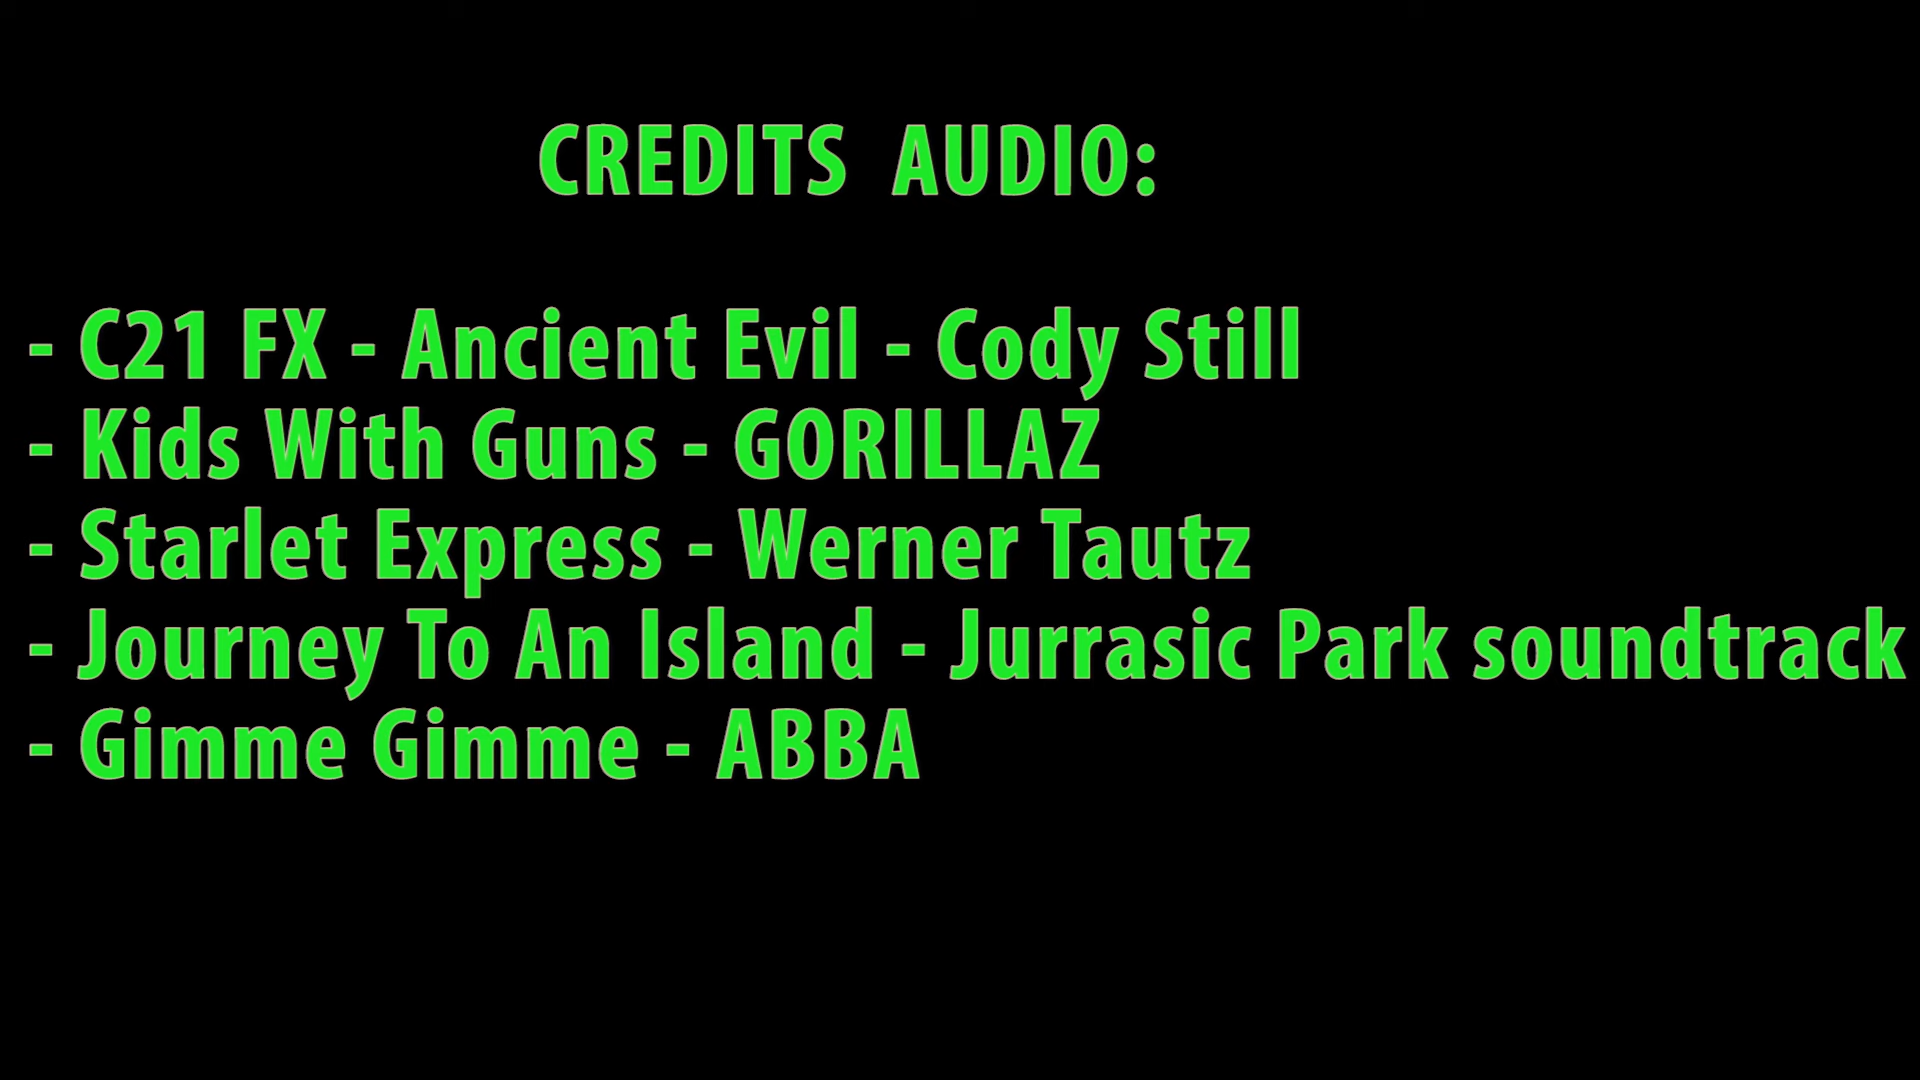 CREDITS AUDIO:
- C21 FX - Ancient Evil - Cody Still
- Kids With Guns - GORILLAZ
- Starlet Express - Werner Tautz
- Journey To An Island - Jurrasic Park soundtrack
- Gimme Gimme - ABBA